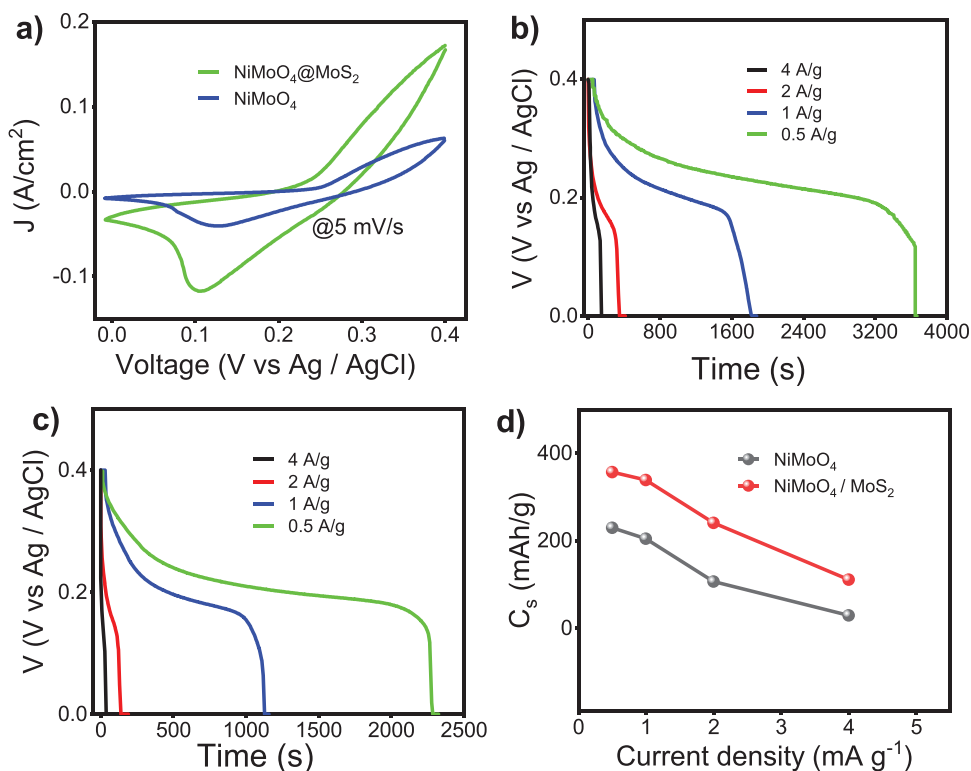 a)
0.2
0.1
0.0
-0.1
J (A/cm²)
NiMoO₄@MoS₂
NiMoO₄
@5 mV/s
0.0 0.1 0.2 0.3 0.4
Voltage (V vs Ag / AgCl)
b)
0.4
0.2
0.0
V (V vs Ag / AgCl)
4 A/g
2 A/g
1 A/g
0.5 A/g
0 800 1600 2400 3200 4000
Time (s)
c)
0.4
0.2
0.0
V (V vs Ag / AgCl)
4 A/g
2 A/g
1 A/g
0.5 A/g
0 500 1000 1500 2000 2500
Time (s)
d)
400
200
0
Cₛ (mAh/g)
NiMoO₄
NiMoO₄ / MoS₂
0 1 2 3 4 5
Current density (mA g⁻¹)